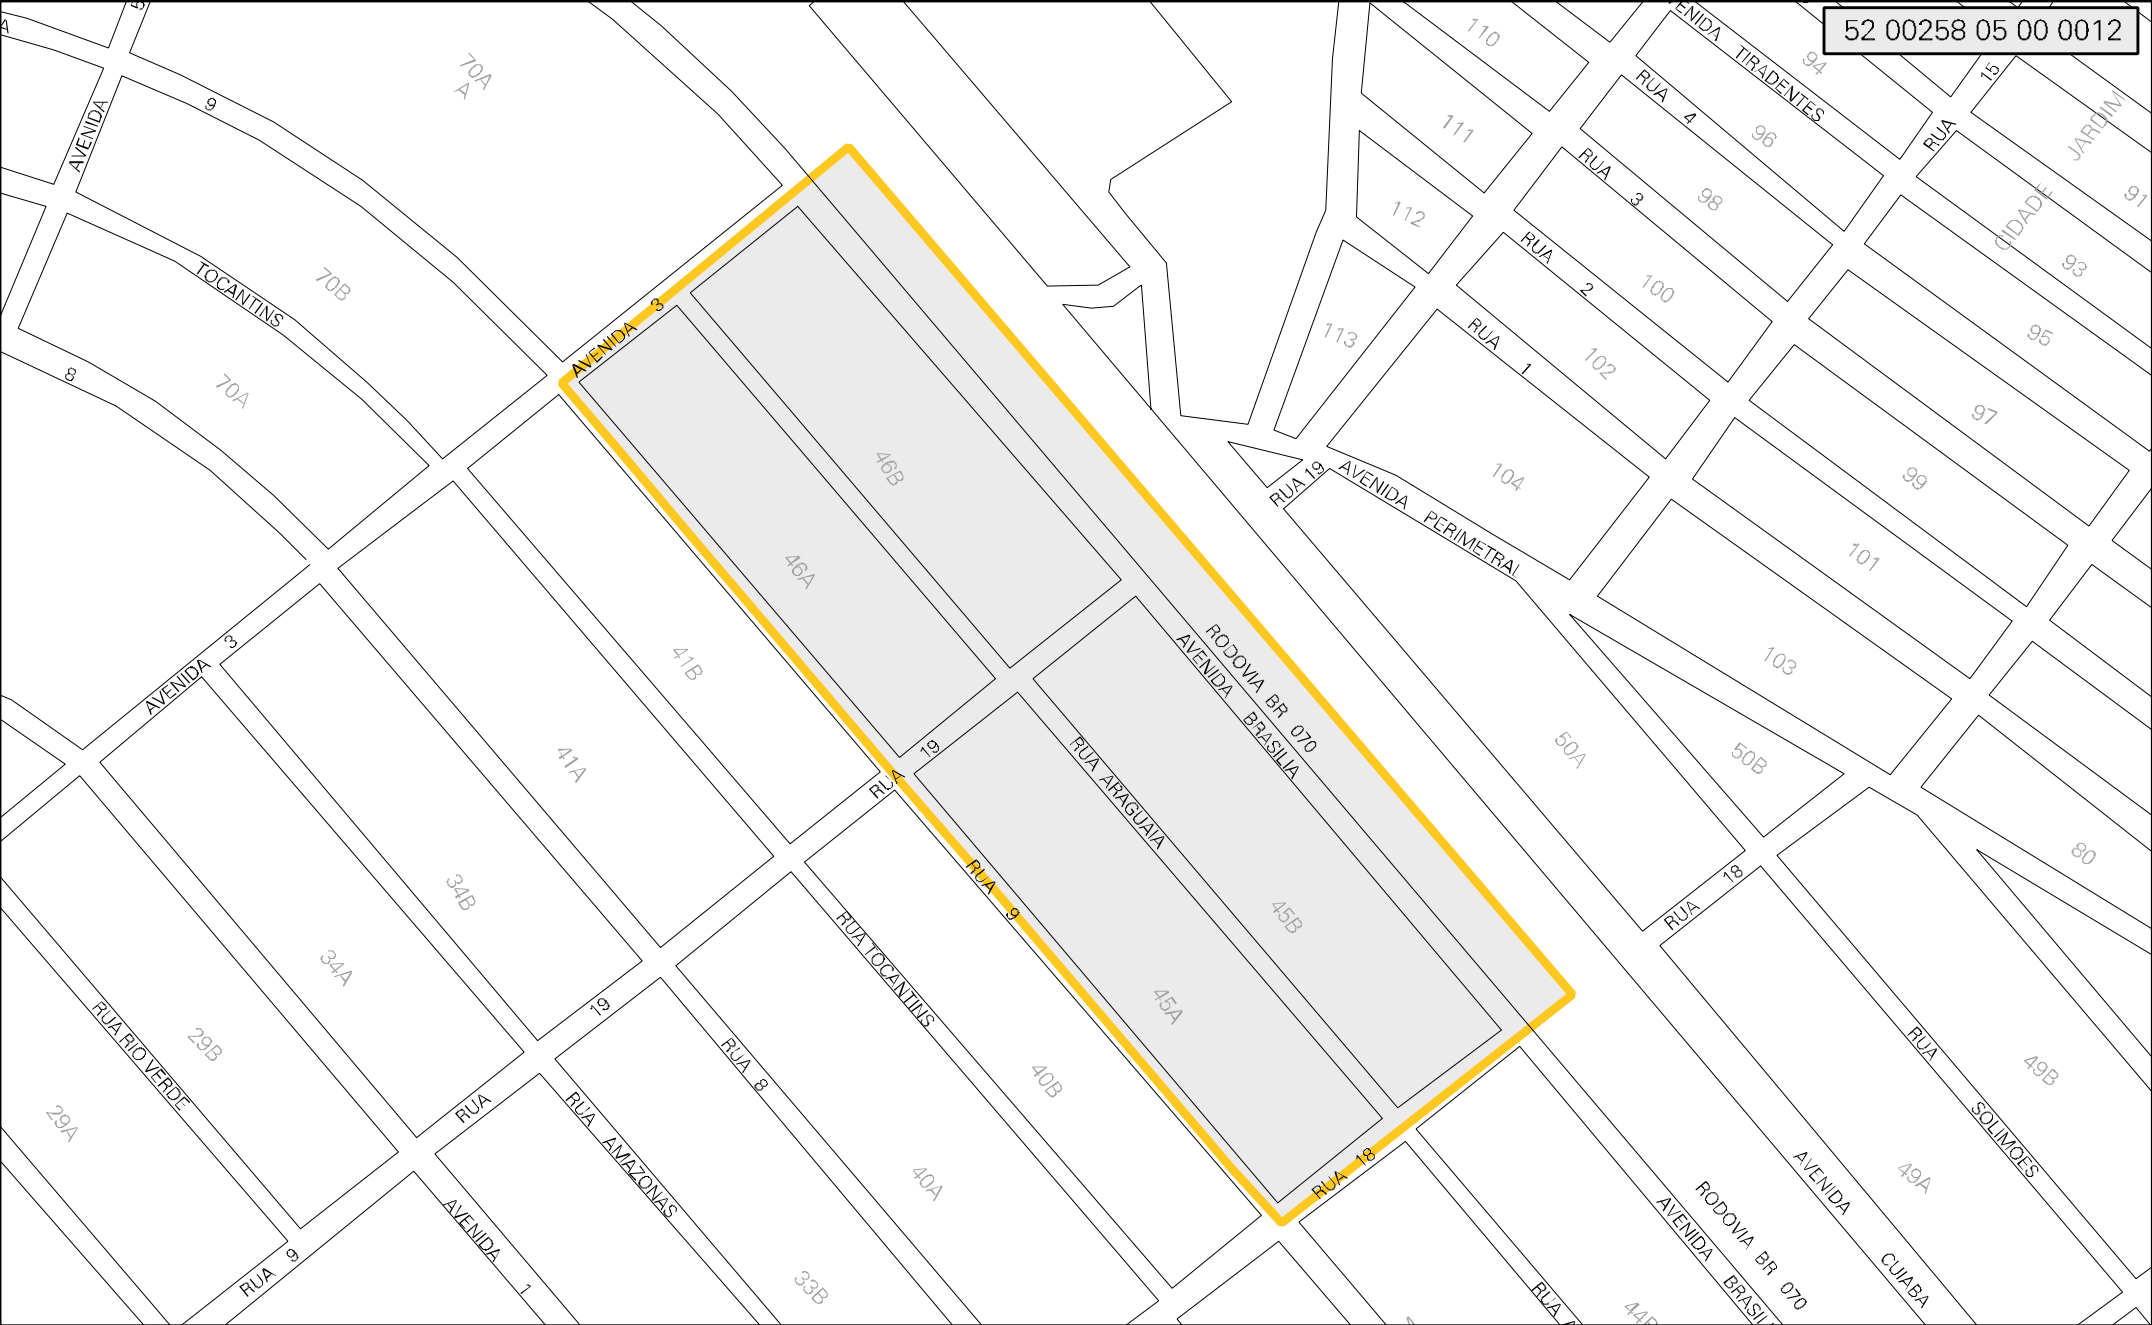 52 00258 05 00 0012
5
A
AVENIDA
9
70A
A
110
AVENIDA TIRADENTES
94
15
RUA
JARDIM
CIDADE
91
RUA 4
96
111
RUA 3
98
112
93
TOCANTINS
70B
RUA 2
100
AVENIDA 3
113
RUA 1
102
95
8
70A
97
46B
RUA 19
AVENIDA PERIMETRAL
104
99
46A
101
AVENIDA 3
41B
RODOVIA BR 070
AVENIDA BRASILIA
103
41A
RUA 19
RUA ARAGUAIA
50A
50B
RUA 9
34B
RUA TOCANTINS
45B
RUA 18
80
34A
19
45A
RUA RIO VERDE
29B
RUA 8
40B
RUA
SOLIMOES
49B
29A
RUA
RUA AMAZONAS
40A
RUA 18
49A
AVENIDA CUIABA
RODOVIA BR 070
AVENIDA BRASIL
AVENIDA 1
RUA 9
33B
RUA
44B